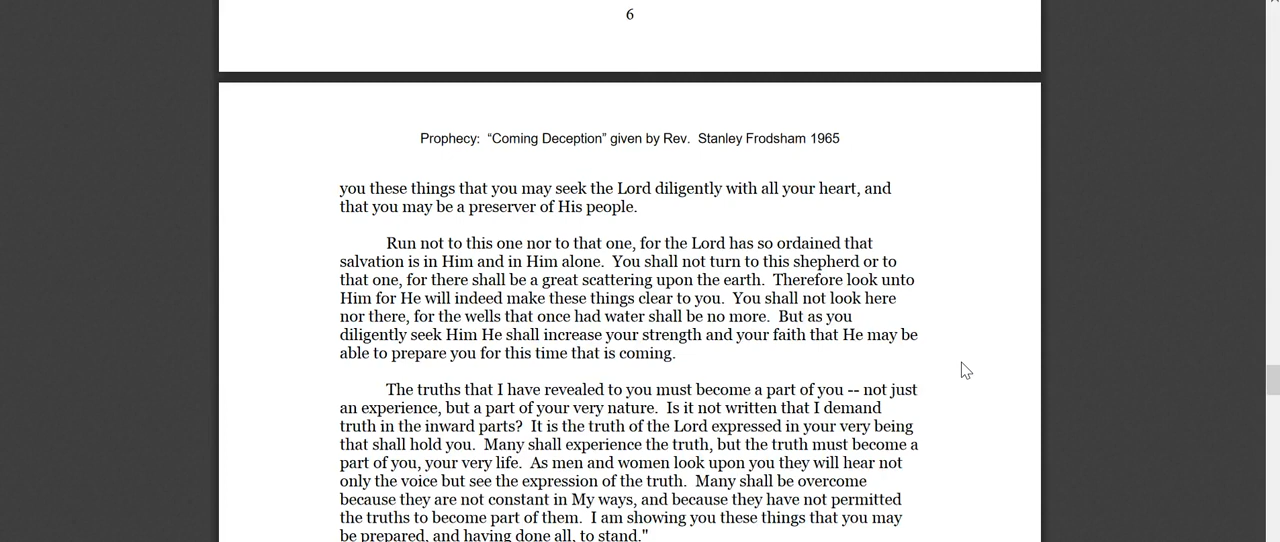 6
Prophecy: “Coming Deception” given by Rev. Stanley Frodsham 1965
you these things that you may seek the Lord diligently with all your heart, and
that you may be a preserver of His people.
Run not to this one nor to that one, for the Lord has so ordained that
salvation is in Him and in Him alone. You shall not turn to this shepherd or to
that one, for there shall be a great scattering upon the earth. Therefore look unto
Him for He will indeed make these things clear to you. You shall not look here
nor there, for the wells that once had water shall be no more. But as you
diligently seek Him He shall increase your strength and your faith that He may be
able to prepare you for this time that is coming.
The truths that I have revealed to you must become a part of you -- not just
an experience, but a part of your very nature. Is it not written that I demand
truth in the inward parts? It is the truth of the Lord expressed in your very being
that shall hold you. Many shall experience the truth, but the truth must become a
part of you, your very life. As men and women look upon you they will hear not
only the voice but see the expression of the truth. Many shall be overcome
because they are not constant in My ways, and because they have not permitted
the truths to become part of them. I am showing you these things that you may
be prepared, and having done all, to stand."